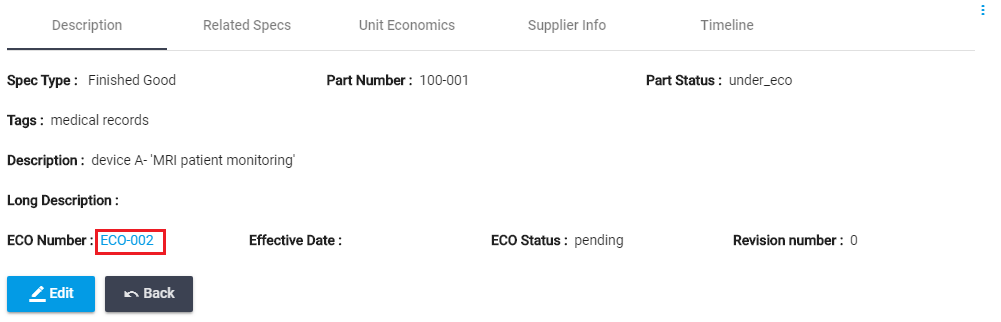 Description Related Specs Unit Economics Supplier Info Timeline
Spec Type : Finished Good Part Number : 100-001 Part Status : under_eco
Tags : medical records
Description : device A- 'MRI patient monitoring'
Long Description :
ECO Number : ECO-002 Effective Date : ECO Status : pending Revision number : 0
Edit Back